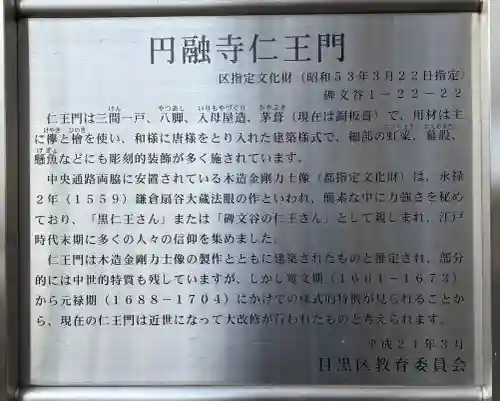 円融寺仁王門
区指定文化財（昭和５３年３月２２日指定）
碑文谷１－２２－２２
仁王門は三間一戸、八脚、入母屋造、茅葺（現在は銅板葺）で、用材は主
に欅と檜を使い、和様に唐様をとり入れた建築様式で、細部の虹梁、蟇股、
懸魚などにも彫刻的装飾が多く施されています。
中央通路両脇に安置されている木造金剛力士像（都指定文化財）は、永禄
２年（１５５９）鎌倉扇谷大蔵法眼の作といわれ、簡素な中に力強さを秘め
ており、「黒仁王さん」または「碑文谷の仁王さん」として親しまれ、江戸
時代末期に多くの人々の信仰を集めました。
仁王門は木造金剛力士像の製作とともに建築されたものと推定され、部分
的には中世的特質も残していますが、しかし寛文期（１６６１－１６７３）
から元禄期（１６８８－１７０４）にかけての様式的特徴が見られることか
ら、現在の仁王門は近世になって大改修が行われたものと考えられます。
平成２１年３月
目黒区教育委員会